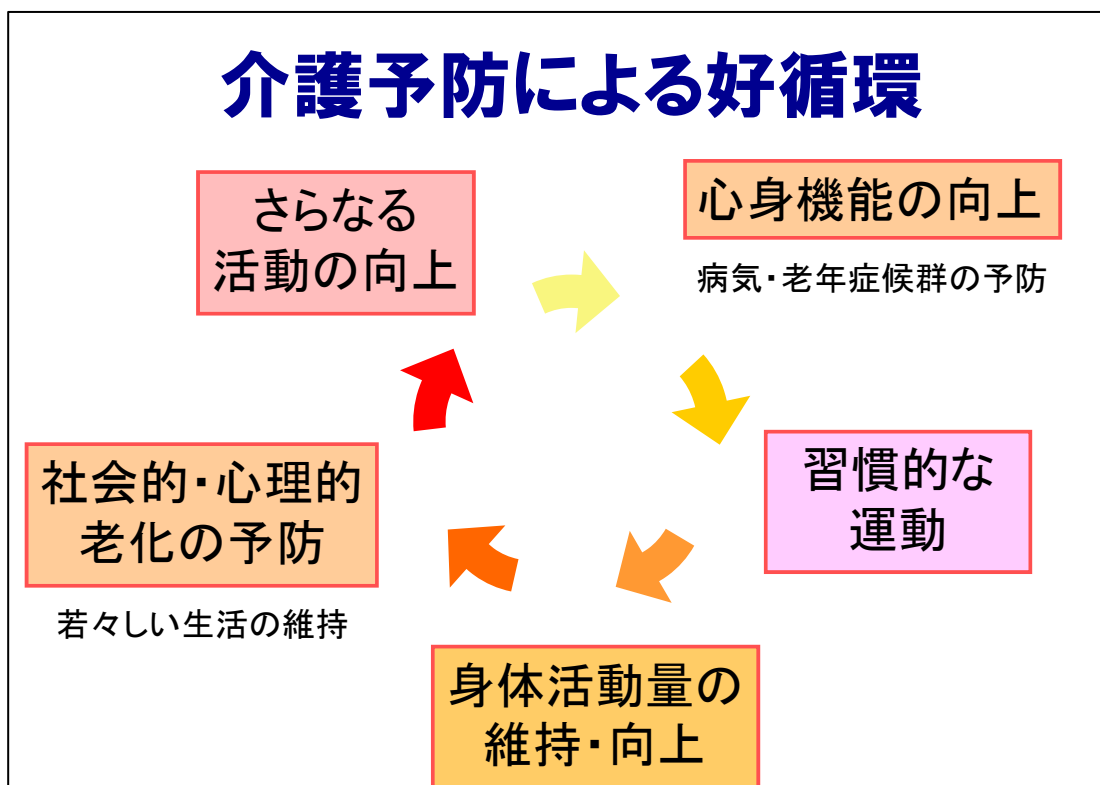 介護予防による好循環
さらなる
活動の向上
心身機能の向上
病気・老年症候群の予防
習慣的な
運動
身体活動量の
維持・向上
社会的・心理的
老化の予防
若々しい生活の維持